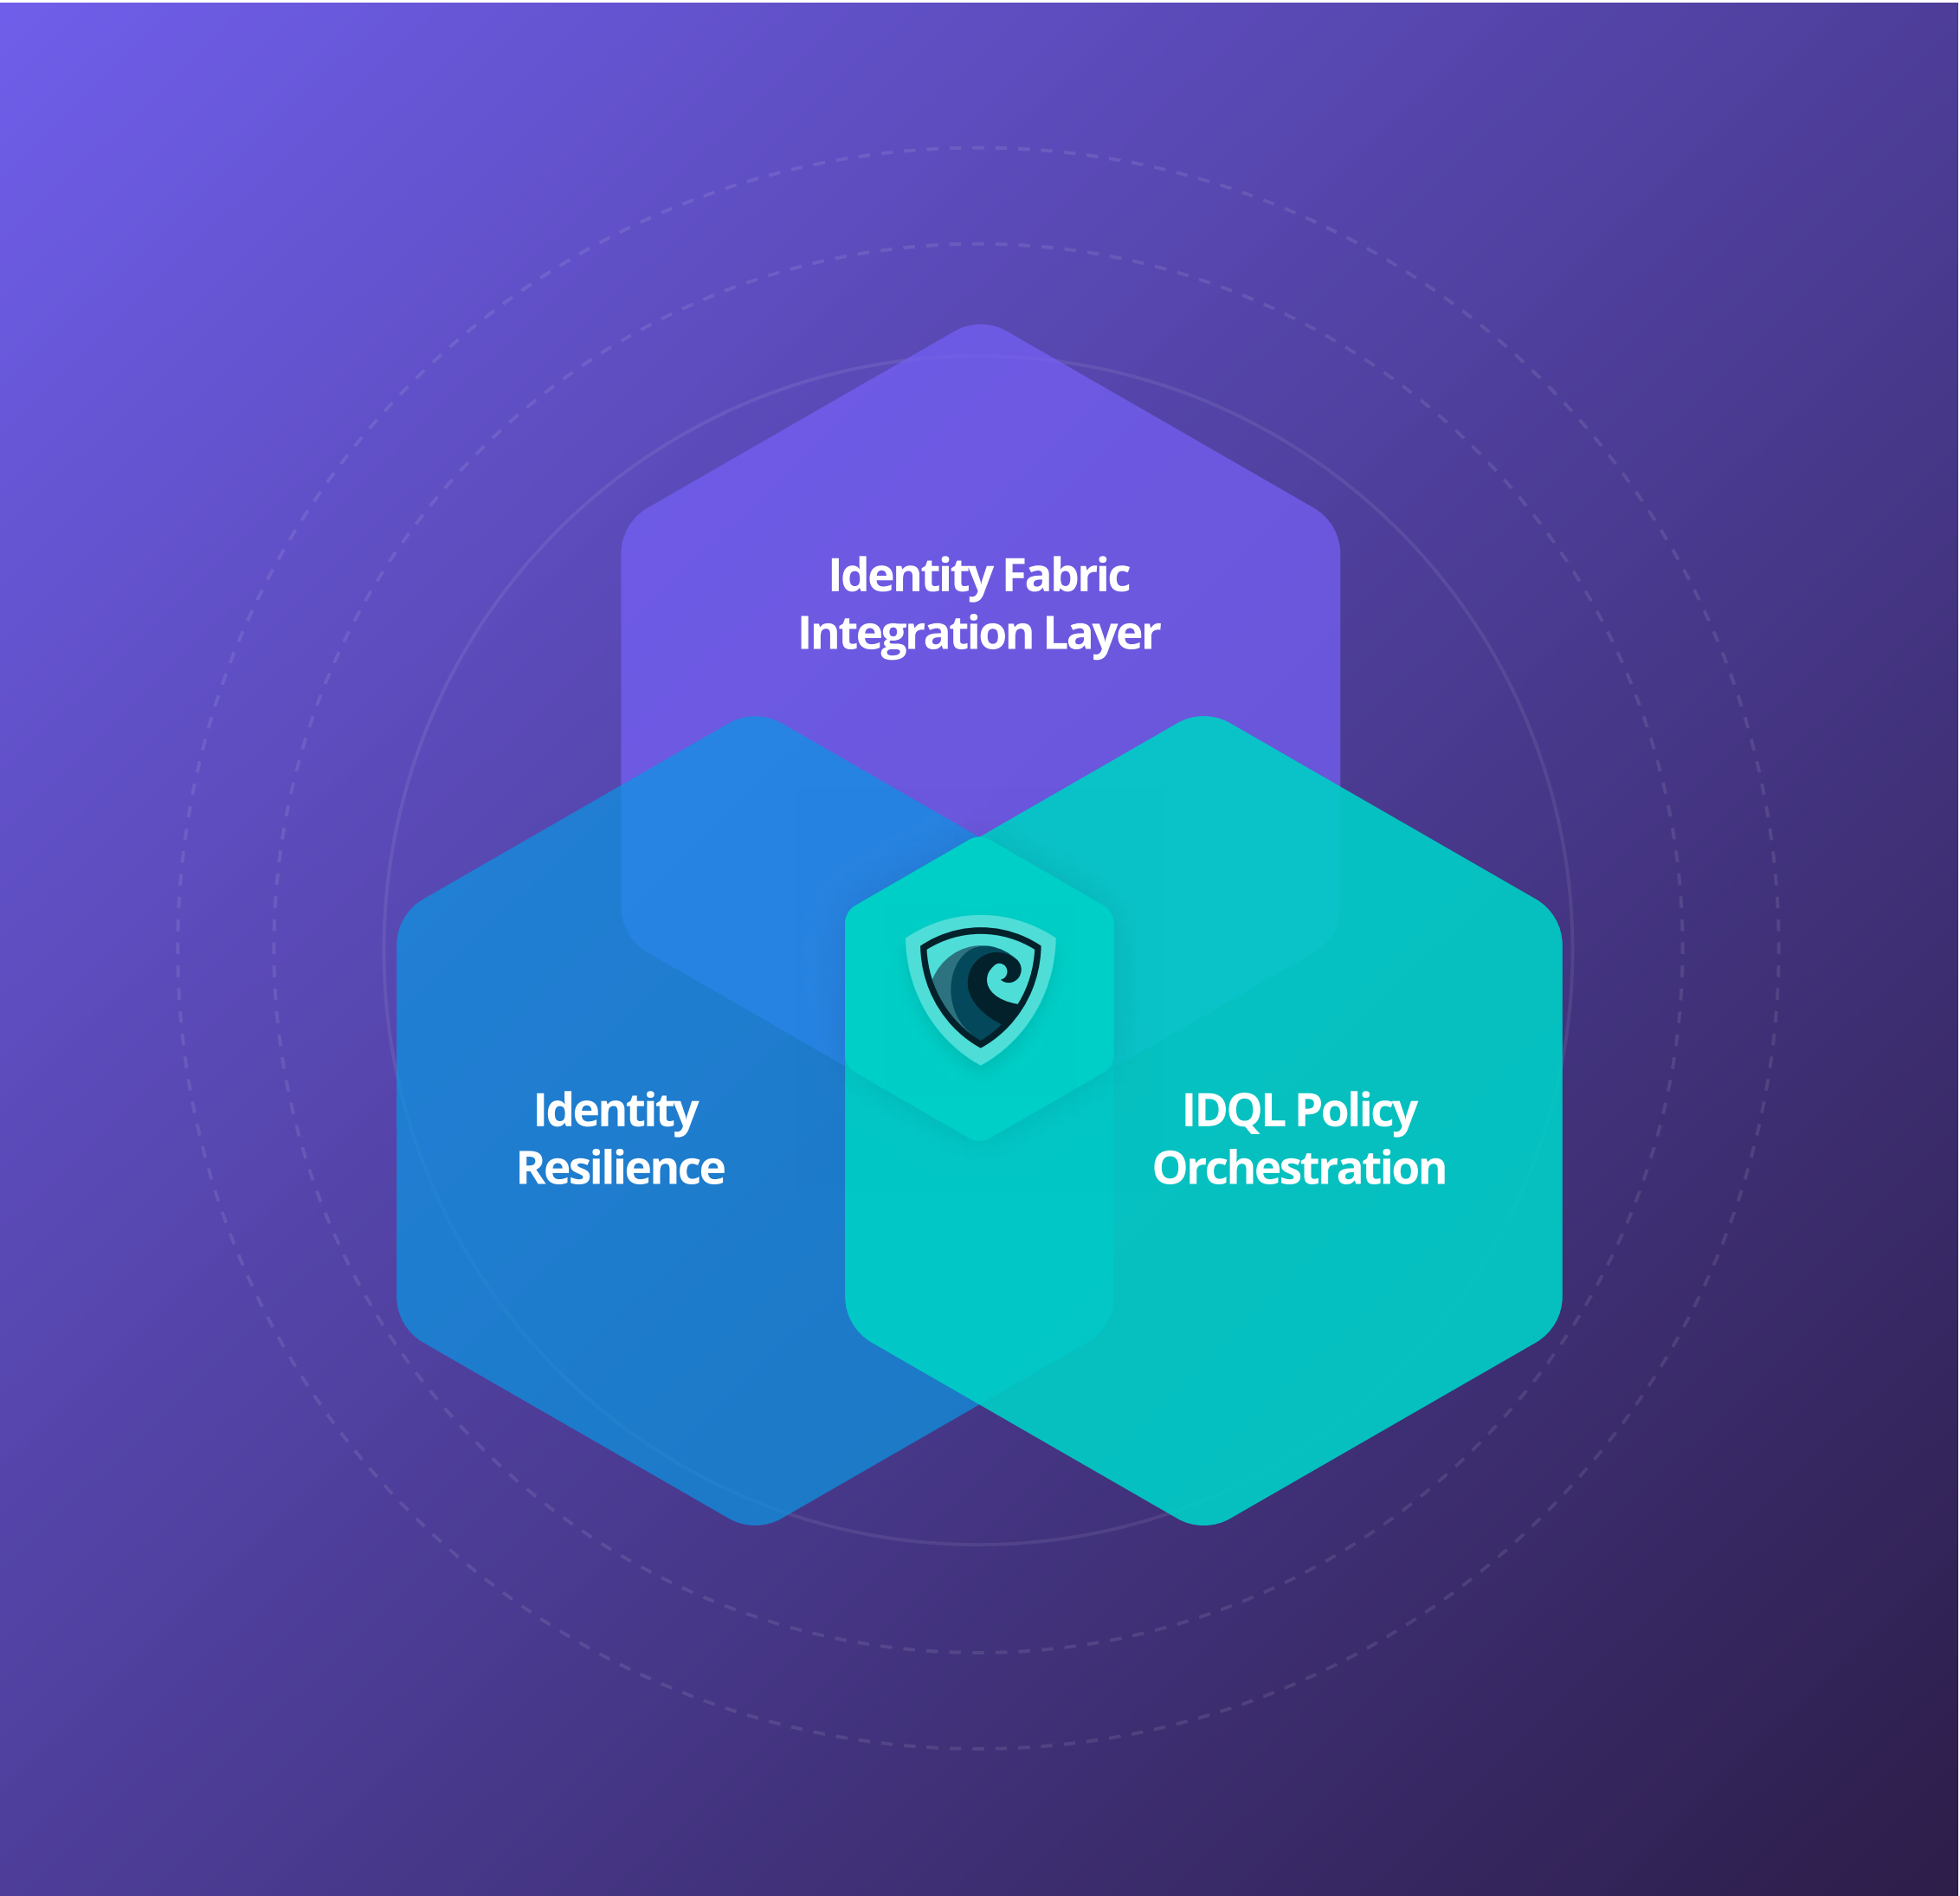 Identity Fabric
Integration Layer
Identity
Resilience
IDQL Policy
Orchestration